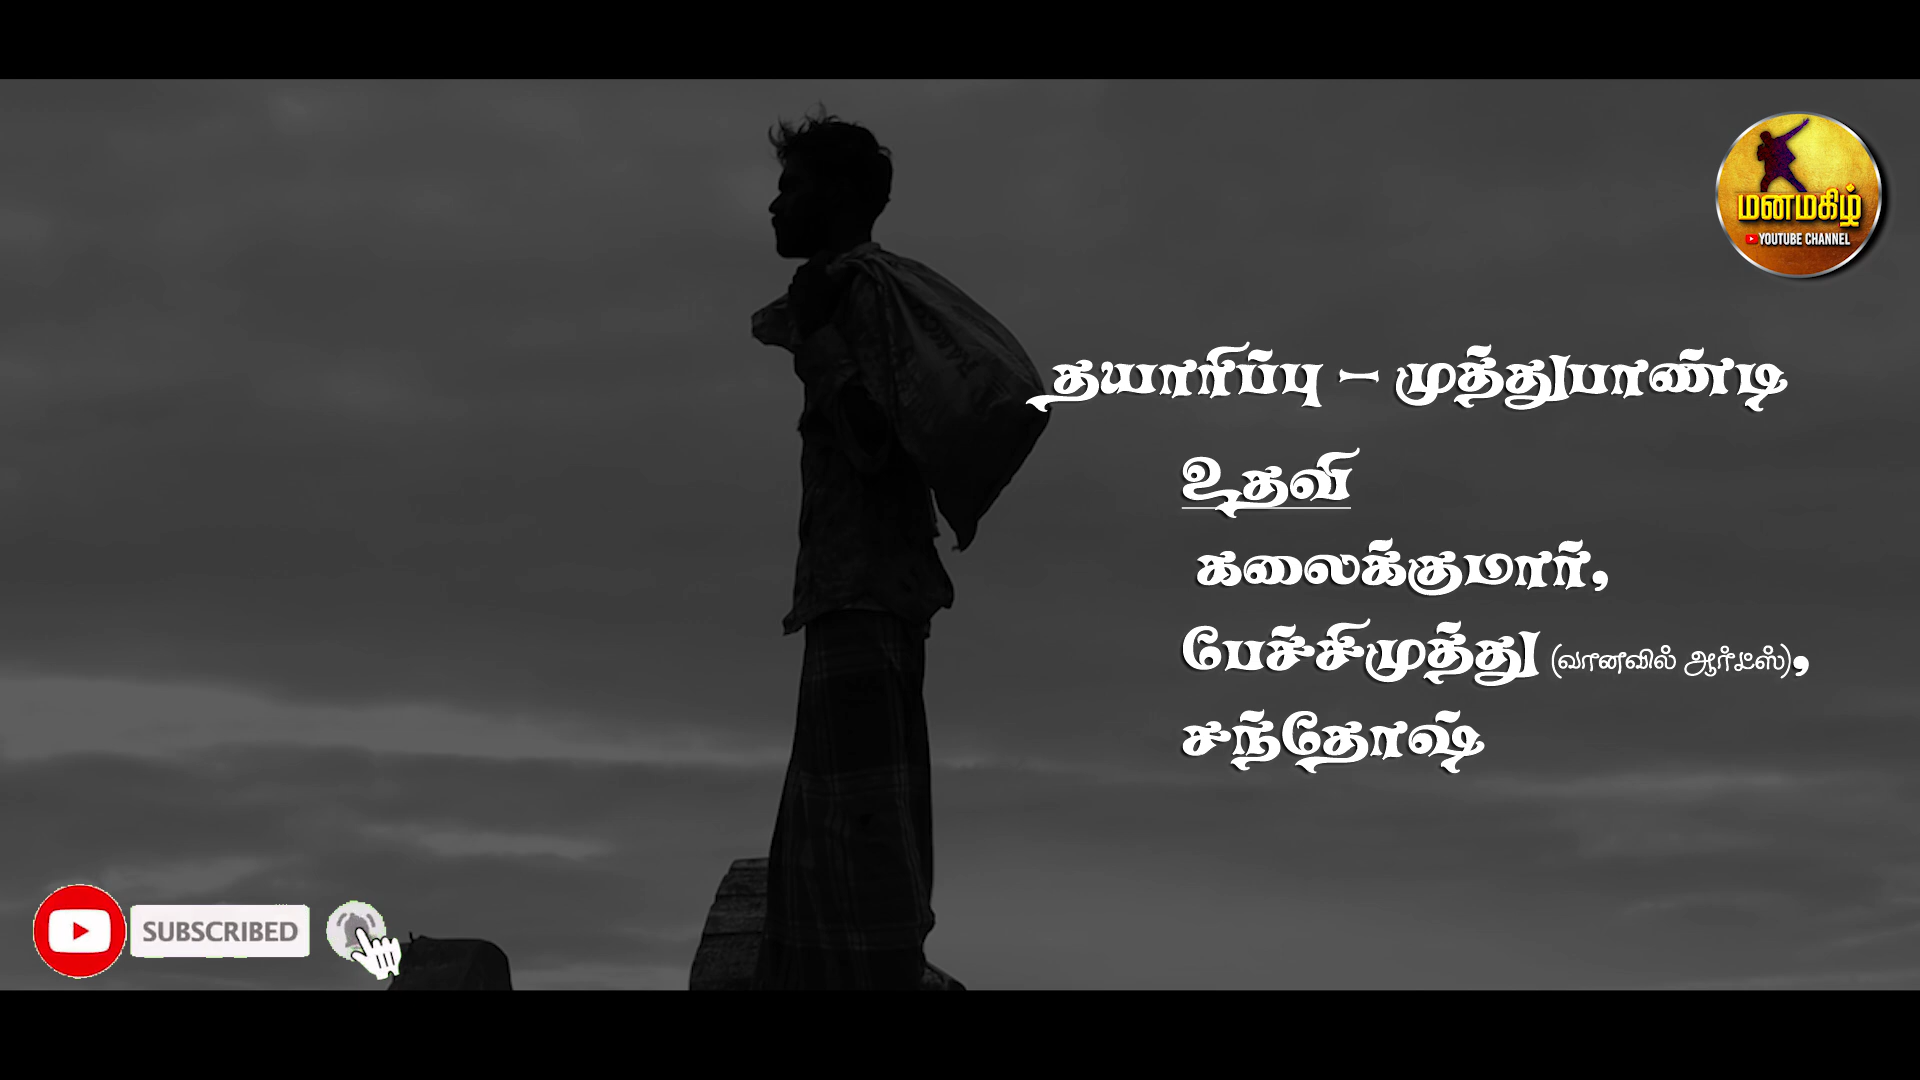 மனமகிழ்
YOUTUBE CHANNEL
தயாரிப்பு – முத்துபாண்டி
உதவி
கலைக்குமார்,
பேச்சிமுத்து (வானவில் ஆர்ட்ஸ்),
சந்தோஷ்
SUBSCRIBED